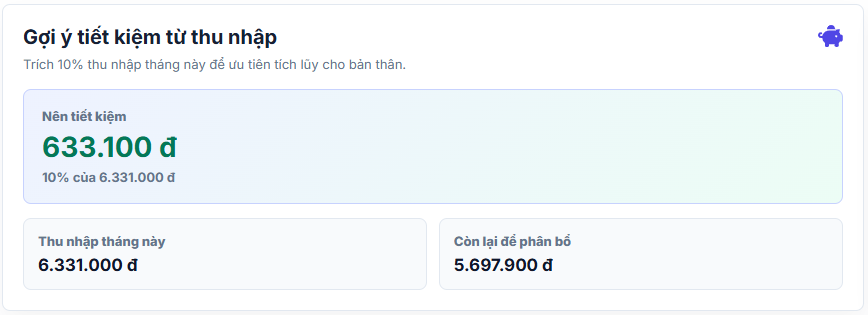 Gợi ý tiết kiệm từ thu nhập
Trích 10% thu nhập tháng này để ưu tiên tích lũy cho bản thân.
Nên tiết kiệm
633.100 đ
10% của 6.331.000 đ
Thu nhập tháng này
6.331.000 đ
Còn lại để phân bổ
5.697.900 đ